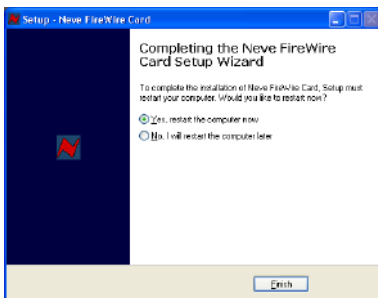 Setup - Neve FireWire Card
Completing the Neve FireWire
Card Setup Wizard
To complete the installation of Neve FireWire Card, Setup must
restart your computer. Would you like to restart now?
Yes, restart the computer now
No, I will restart the computer later
Finish